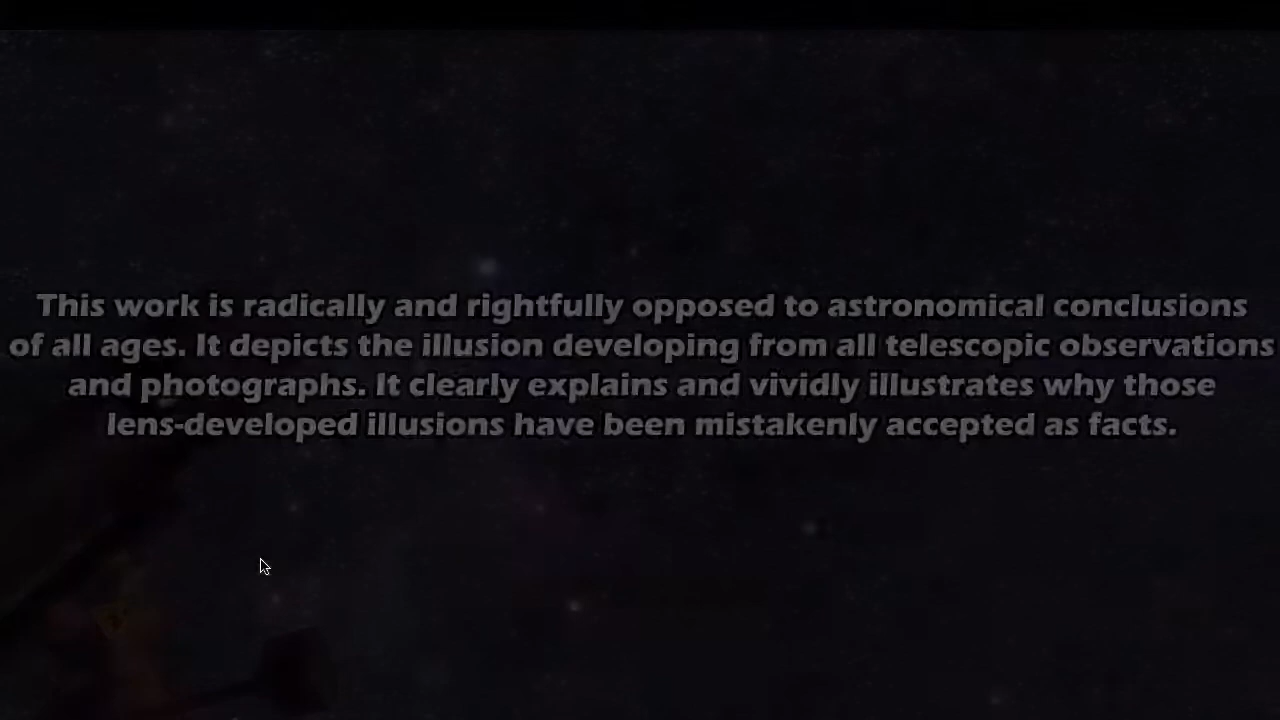 This work is radically and rightfully opposed to astronomical conclusions
of all ages. It depicts the illusion developing from all telescopic observations
and photographs. It clearly explains and vividly illustrates why those
lens-developed illusions have been mistakenly accepted as facts.